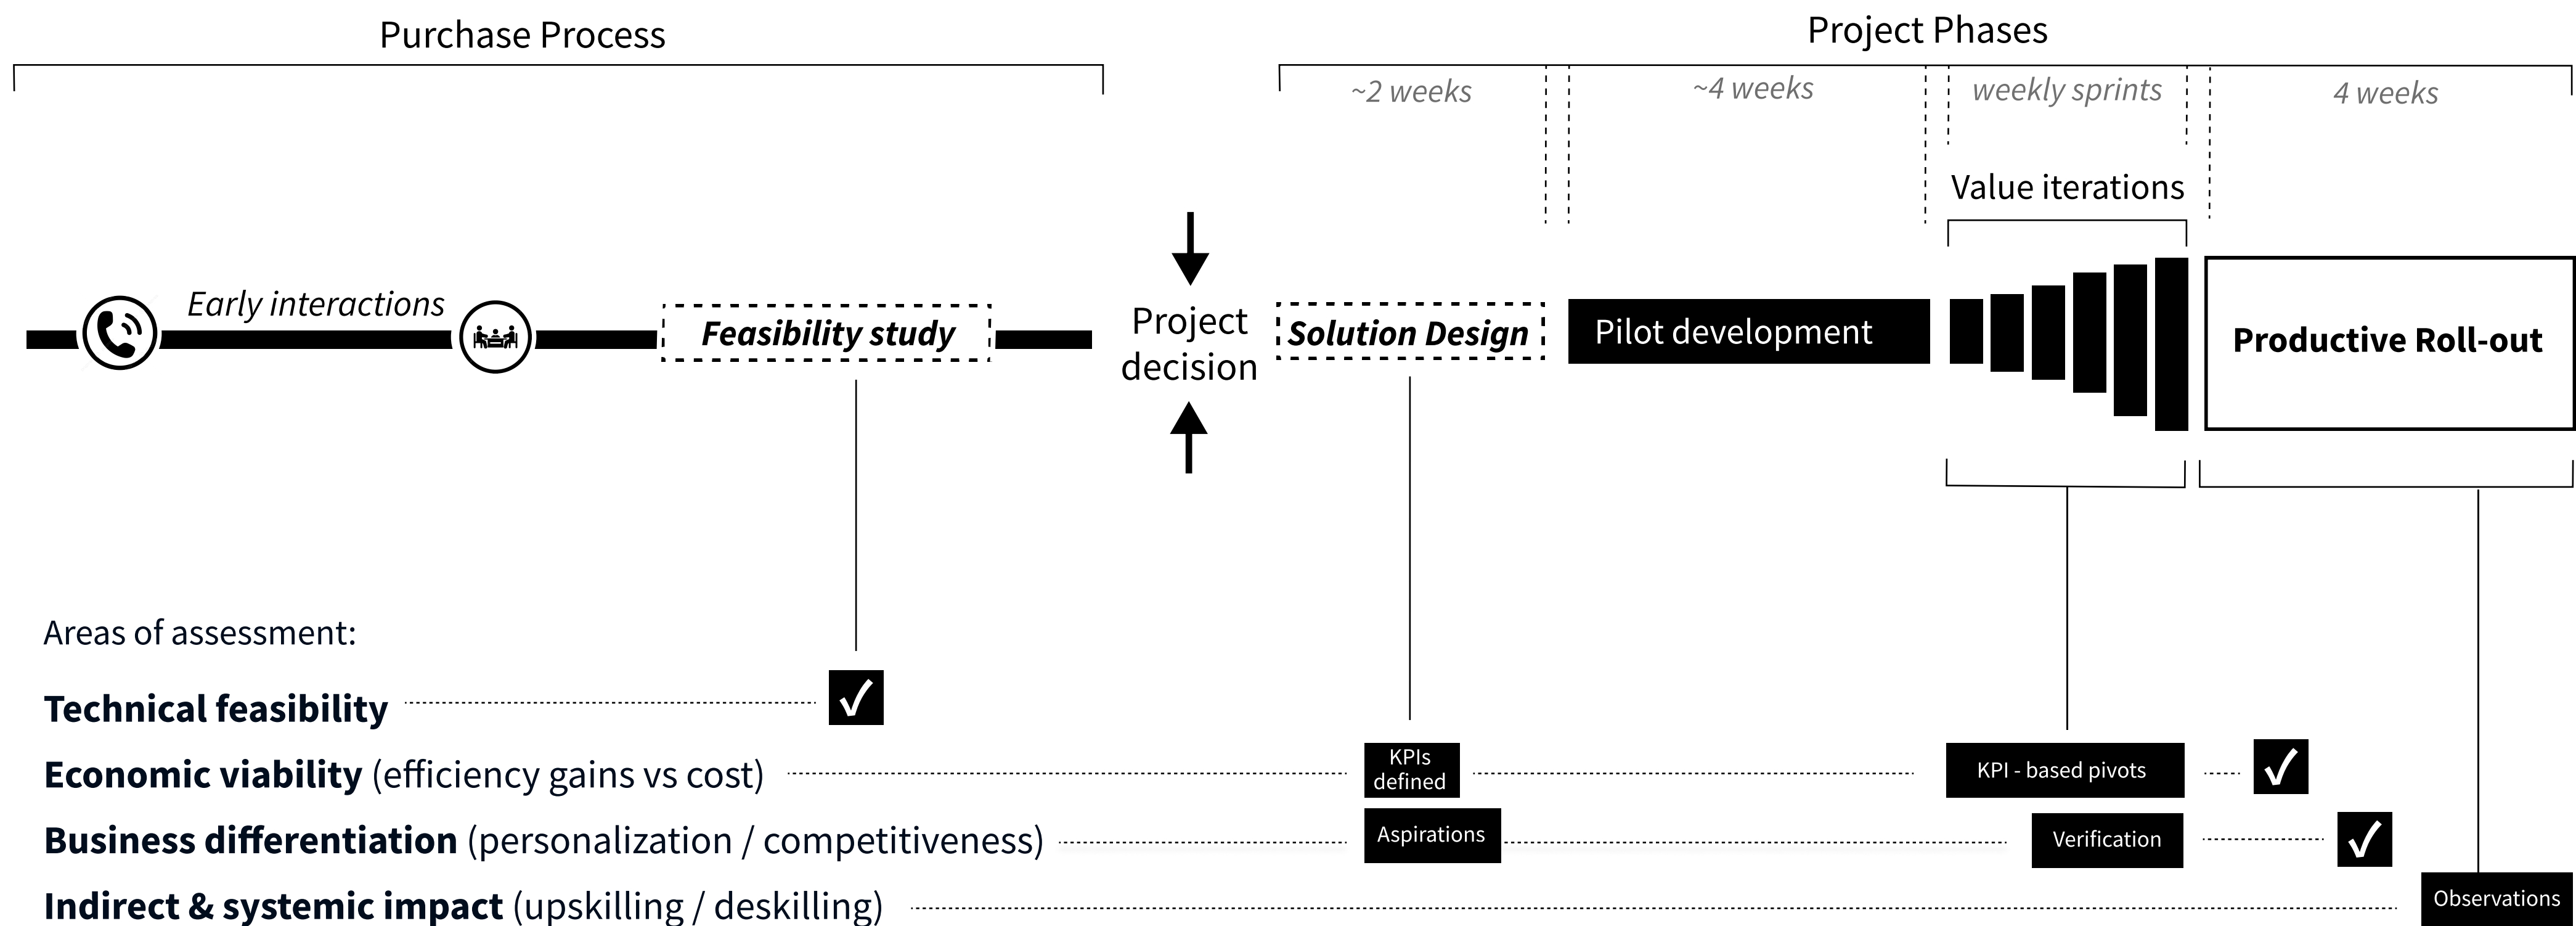 Purchase Process
Project Phases
~2 weeks
~4 weeks
weekly sprints
4 weeks
Value iterations
Early interactions
Feasibility study
Project
decision
Solution Design
Pilot development
Productive Roll-out
Areas of assessment:
Technical feasibility
Economic viability (efficiency gains vs cost)
KPIs
defined
KPI - based pivots
Business differentiation (personalization / competitiveness)
Aspirations
Verification
Indirect & systemic impact (upskilling / deskilling)
Observations